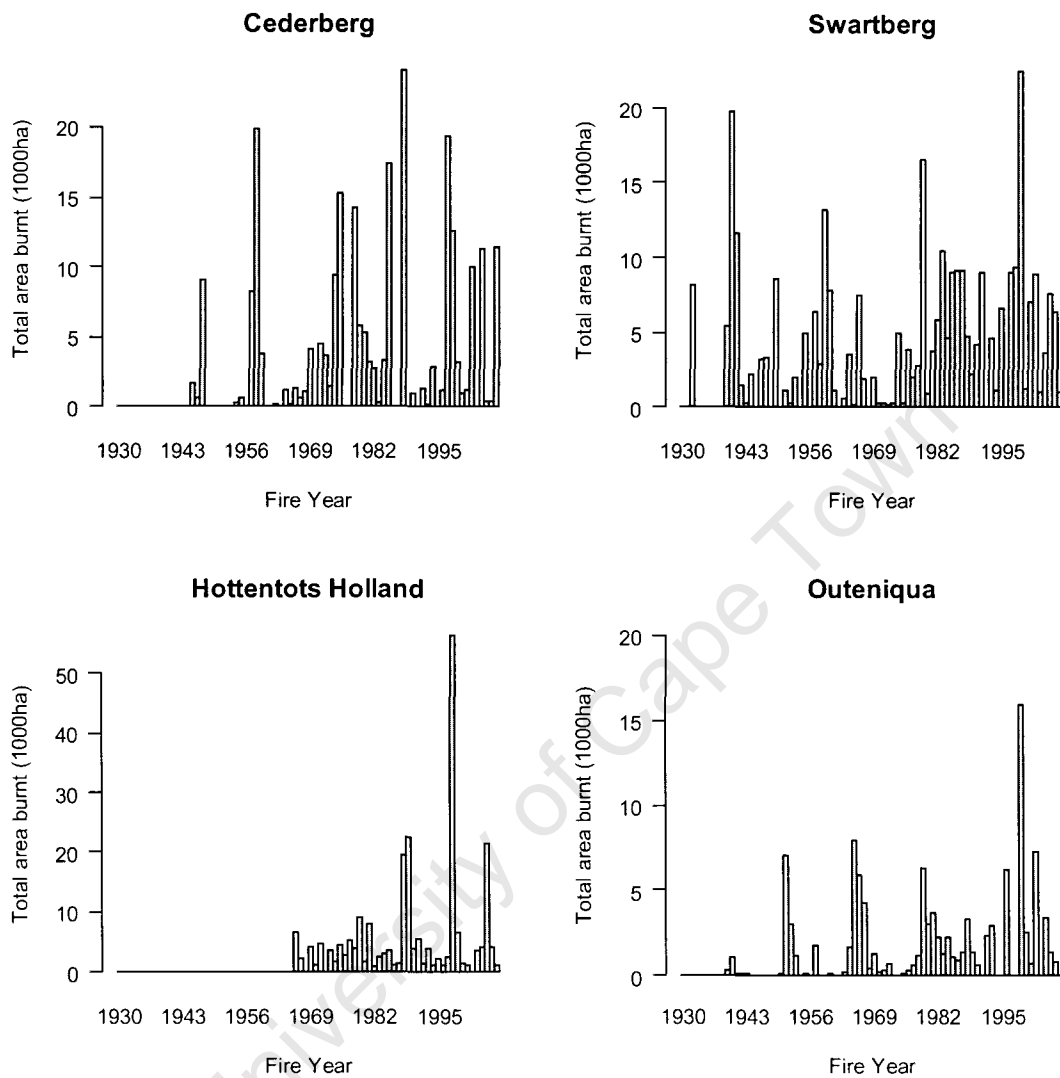 Cederberg
Total area burnt (1000ha)
20
15
10
5
0
1930 1943 1956 1969 1982 1995
Fire Year
Swartberg
Total area burnt (1000ha)
20
15
10
5
0
1930 1943 1956 1969 1982 1995
Fire Year
Hottentots Holland
Total area burnt (1000ha)
50
40
30
20
10
0
1930 1943 1956 1969 1982 1995
Fire Year
Outeniqua
Total area burnt (1000ha)
20
15
10
5
0
1930 1943 1956 1969 1982 1995
Fire Year
University of Cape Town